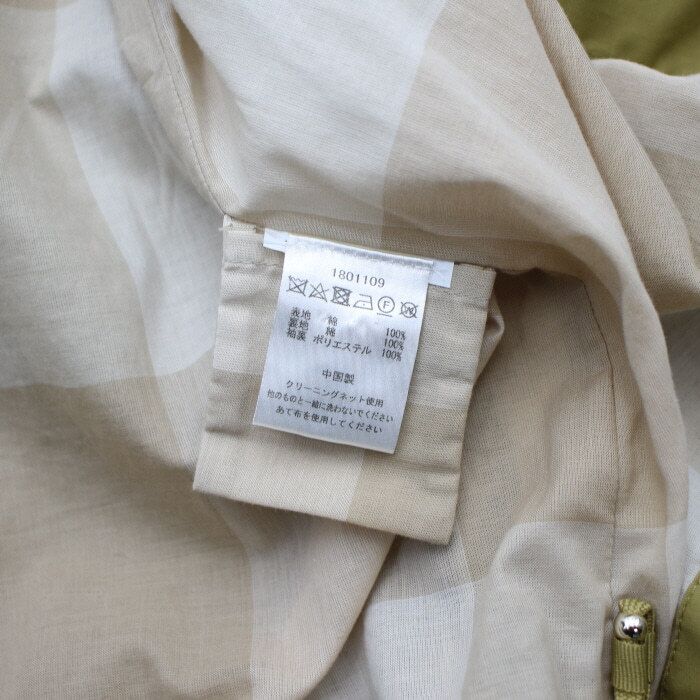 1801109
F
表地 綿 100%
裏地 綿 100%
袖裏 ポリエステル 100%
中国製
クリーニングネット使用
他のものと一緒に洗わないでください
あて布を使用してください